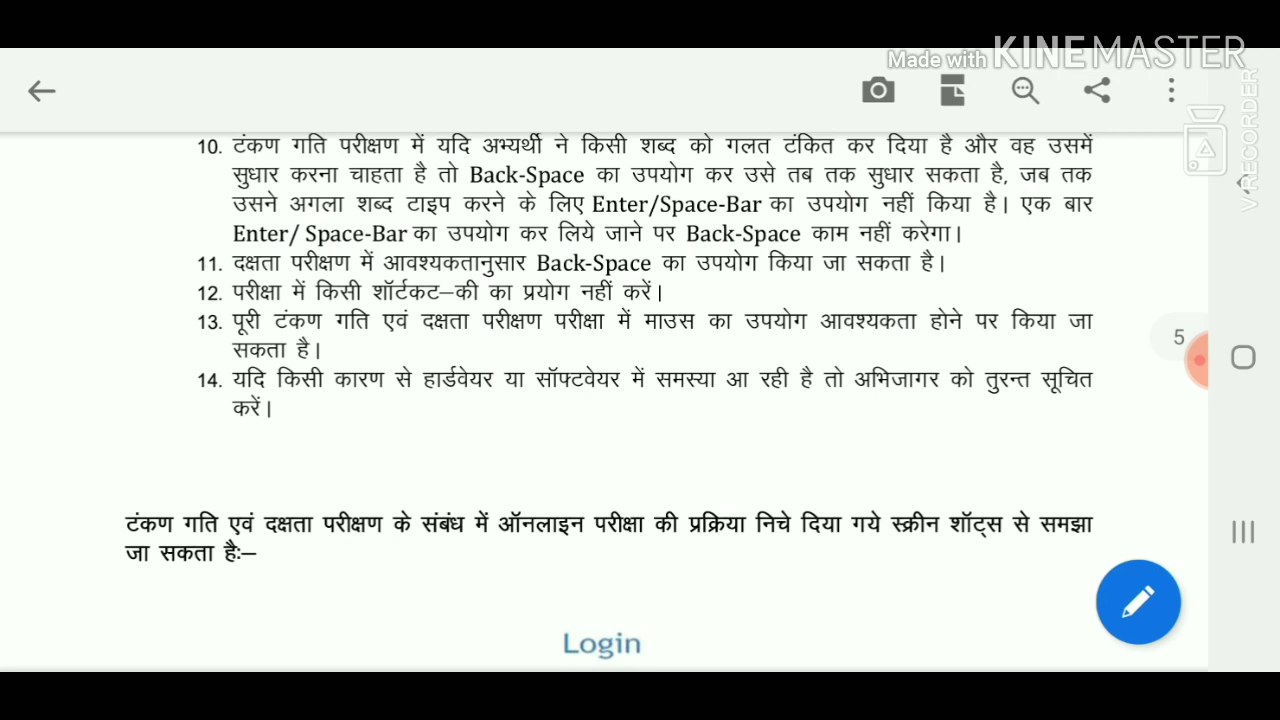 Made with KINEMASTER
VRECORDER
10. टंकण गति परीक्षण में यदि अभ्यर्थी ने किसी शब्द को गलत टंकित कर दिया है और वह उसमें
सुधार करना चाहता है तो Back-Space का उपयोग कर उसे तब तक सुधार सकता है, जब तक
उसने अगला शब्द टाइप करने के लिए Enter/Space-Bar का उपयोग नहीं किया है। एक बार
Enter/ Space-Bar का उपयोग कर लिये जाने पर Back-Space काम नहीं करेगा।
11. दक्षता परीक्षण में आवश्यकतानुसार Back-Space का उपयोग किया जा सकता है।
12. परीक्षा में किसी शॉर्टकट–की का प्रयोग नहीं करें।
13. पूरी टंकण गति एवं दक्षता परीक्षण परीक्षा में माउस का उपयोग आवश्यकता होने पर किया जा
सकता है।
5
14. यदि किसी कारण से हार्डवेयर या सॉफ्टवेयर में समस्या आ रही है तो अभिजागर को तुरन्त सूचित
करें।
टंकण गति एवं दक्षता परीक्षण के संबंध में ऑनलाइन परीक्षा की प्रक्रिया निचे दिया गये स्क्रीन शॉट्स से समझा
जा सकता हैः–
Login